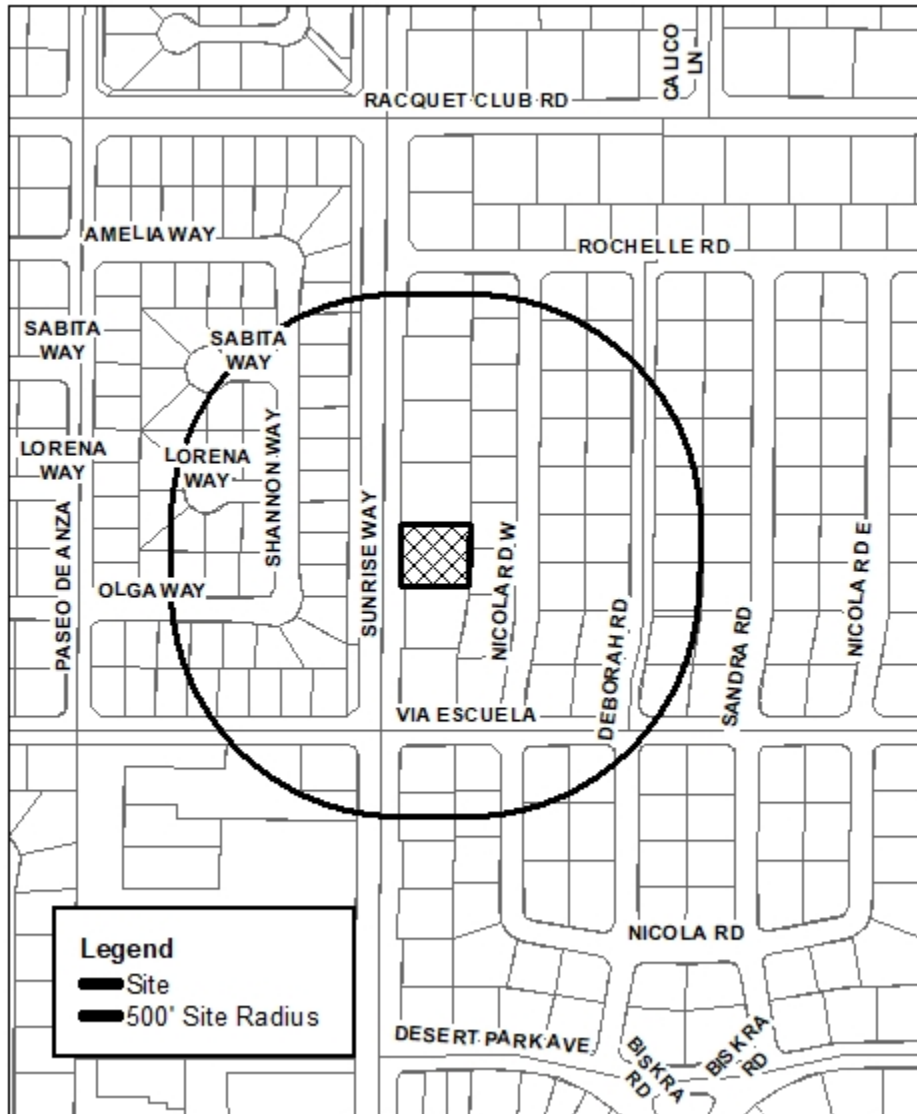 CALICO
LN
RACQUET CLUB RD
AMELIA WAY
ROCHELLE RD
SABITA
WAY
SABITA
WAY
LORENA
WAY
LORENA
WAY
SHANNON WAY
SUNRISE WAY
PASEO DE ANZA
OLGA WAY
NICOLA RD W
NICOLA RD E
DEBORAH RD
SANDRA RD
VIA ESCUELA
NICOLA RD
DESERT PARK AVE
BISKRA
RD
BISKRA
RD
Legend
Site
500' Site Radius